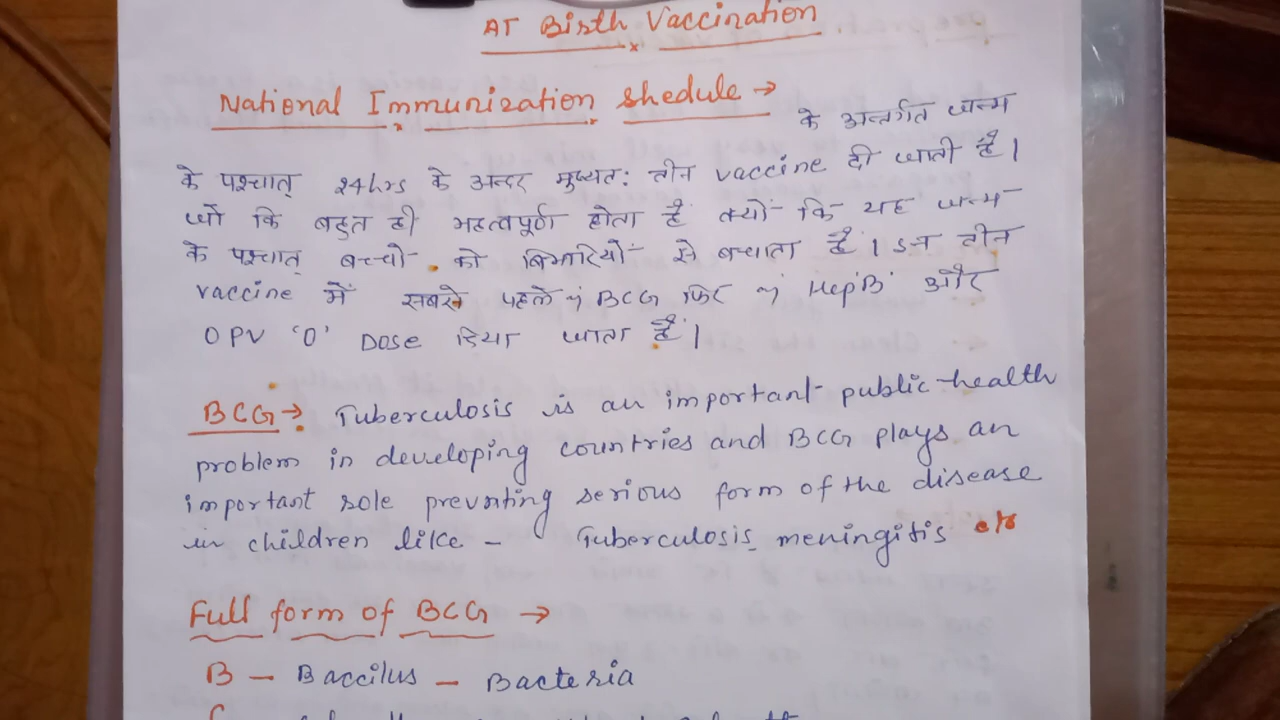 AT Birth Vaccination
National Immunization Shedule →
के अन्तर्गत जन्म
के पश्चात् 24hrs के अन्दर मुख्यत: तीन vaccine दी जाती है।
जो कि बहुत ही महत्वपूर्ण होता है क्यों कि यह जन्म
के पश्चात् बच्चो को बिमारियों से बचाता है। इन तीन
vaccine में सबसे पहले BCG फिर Hep'B' और
OPV 'O' Dose दिया जाता है।
BCG → Tuberculosis is an important public health
problem in developing countries and BCG plays an
important role prevnting serious form of the disease
in children like - Tuberculosis meningitis etc
Full form of BCG →
B - Baccilus - Bacteria